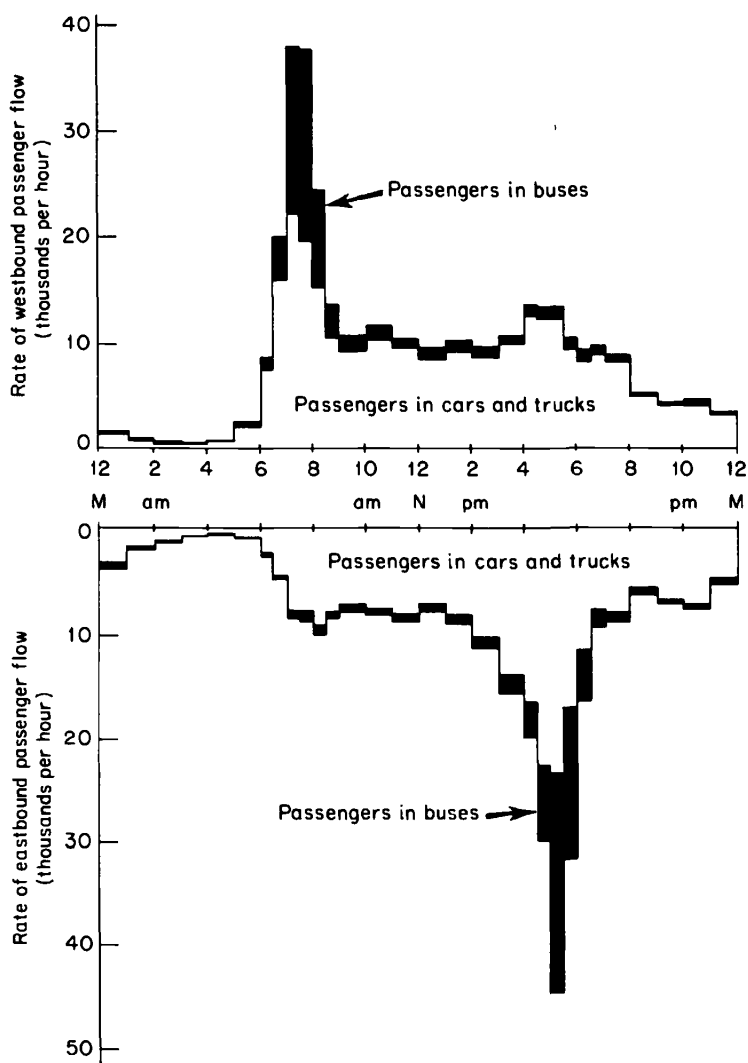 Rate of westbound passenger flow
(thousands per hour)
40
30
20
10
0
Passengers in buses
Passengers in cars and trucks
12 2 4 6 8 10 12 2 4 6 8 10 12
M am am N pm pm M
Rate of eastbound passenger flow
(thousands per hour)
0
10
20
30
40
50
Passengers in cars and trucks
Passengers in buses